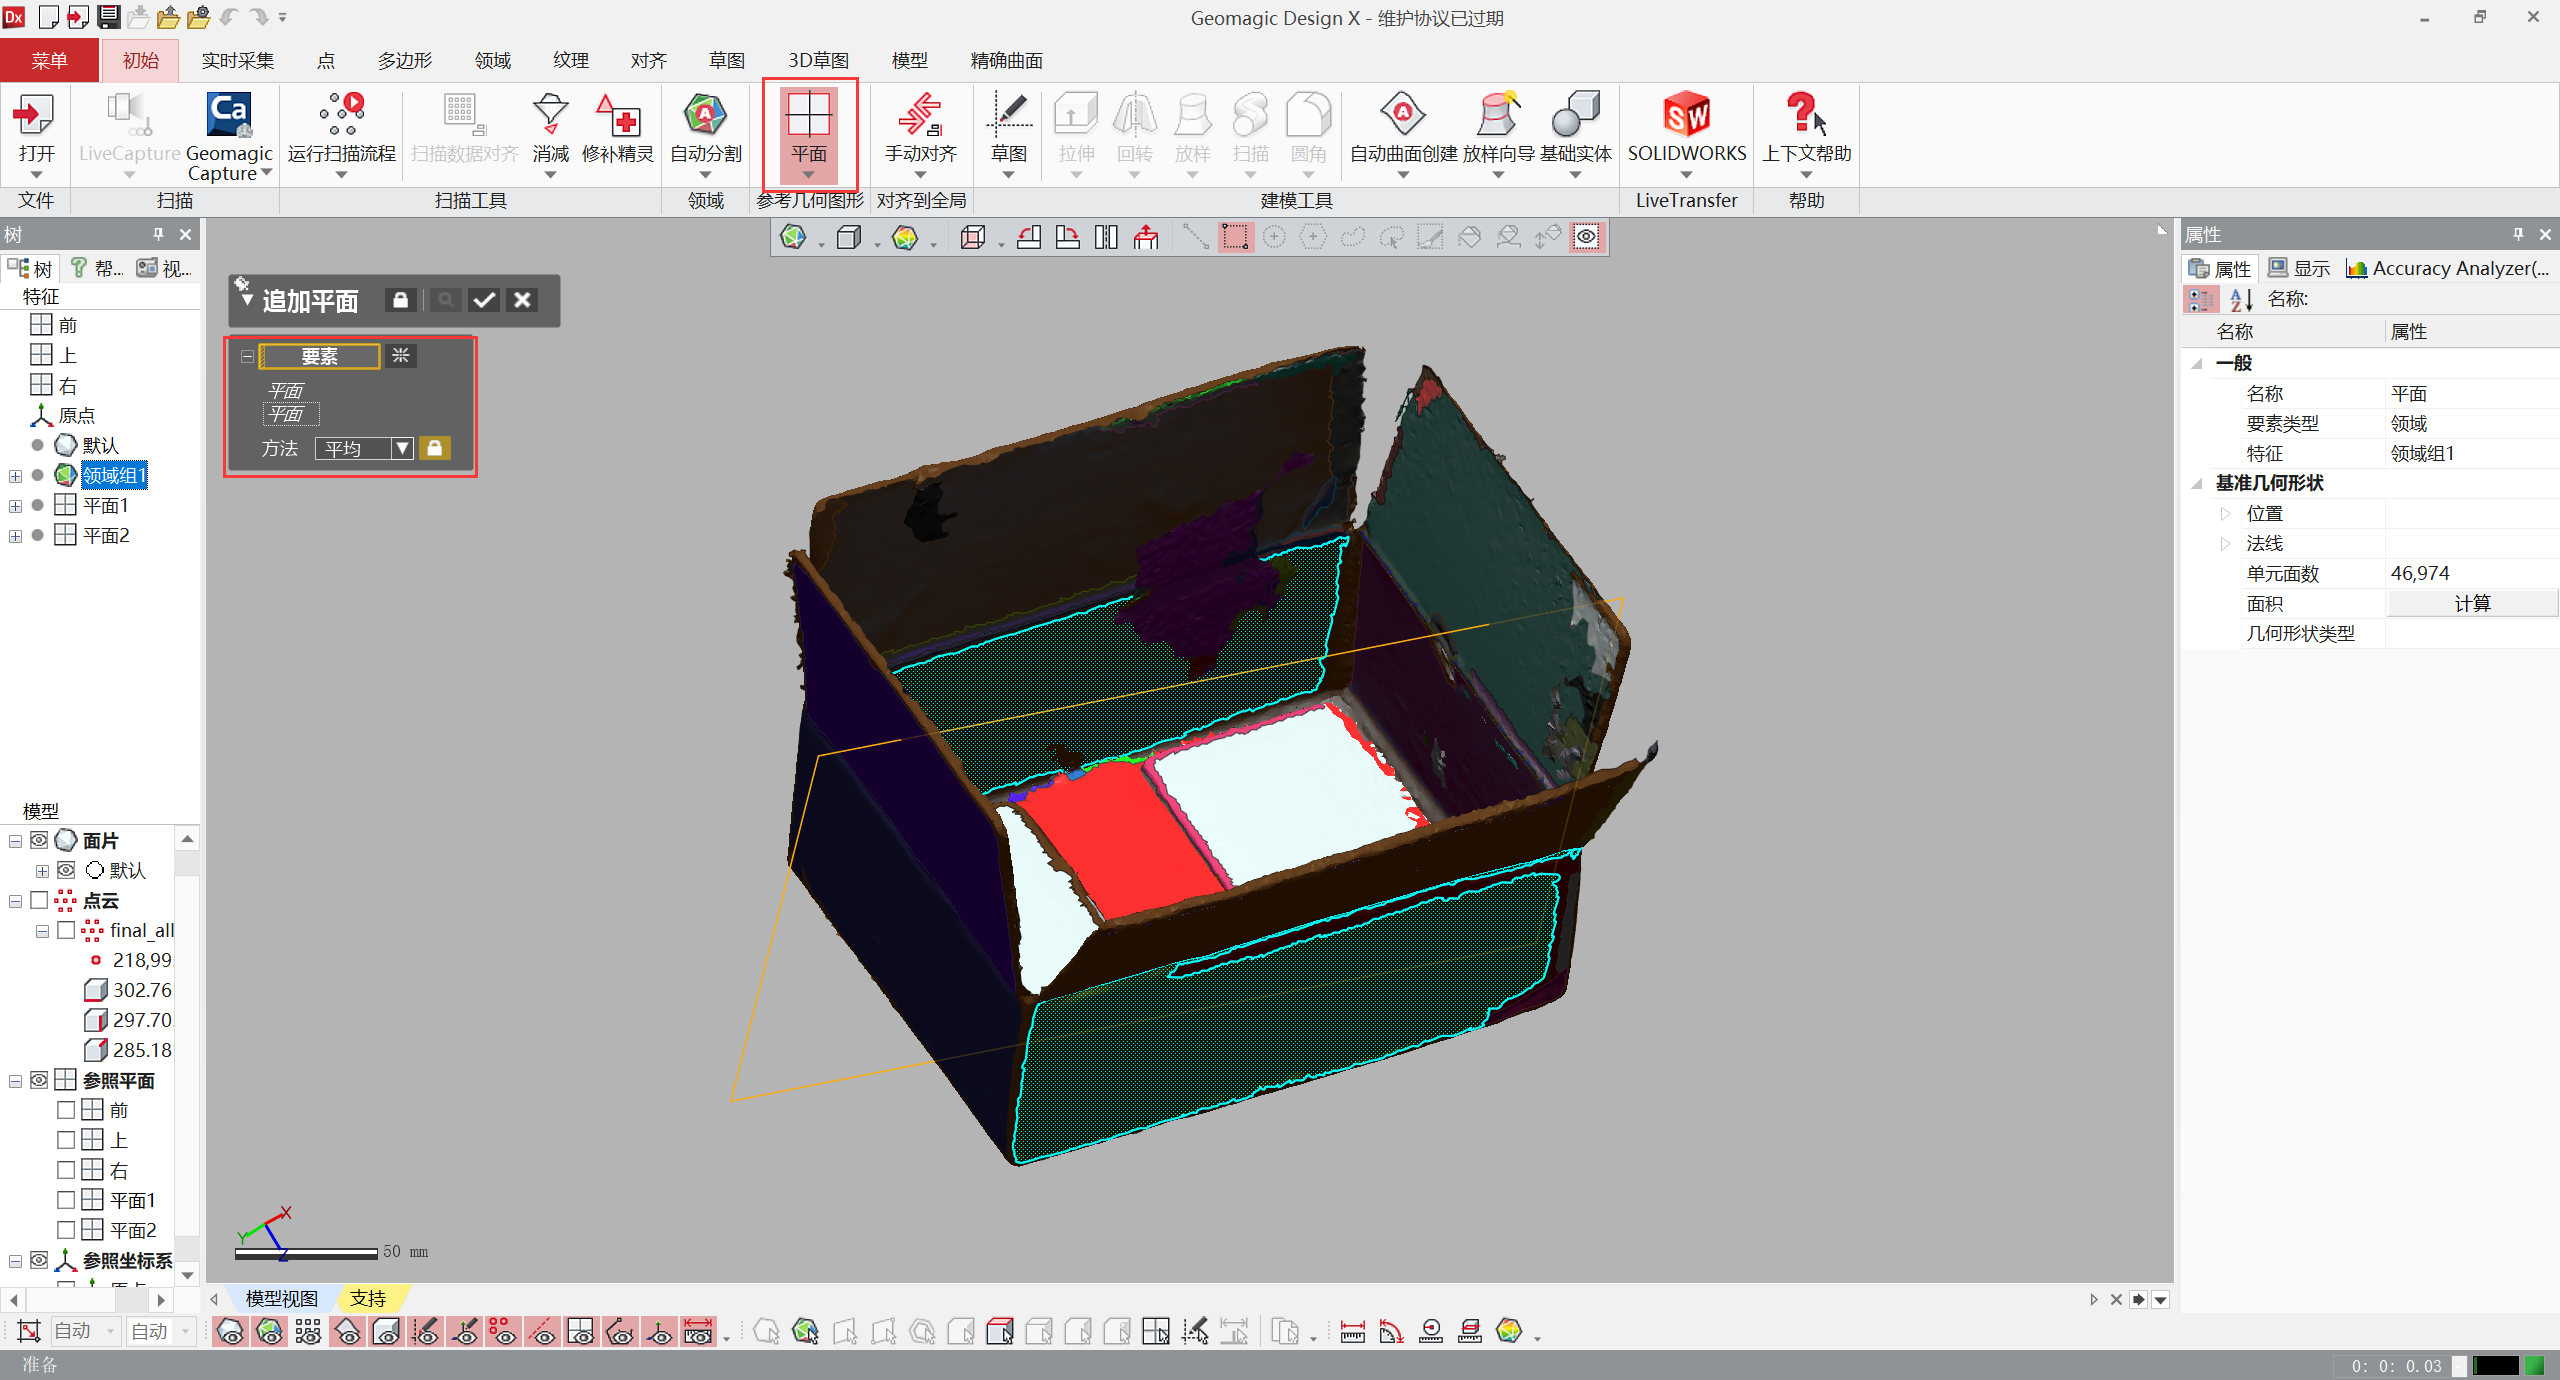 Dx
Geomagic Design X - 维护协议已过期
菜单 初始 实时采集 点 多边形 领域 纹理 对齐 草图 3D草图 模型 精确曲面
打开 LiveCapture Geomagic Capture 运行扫描流程 扫描数据对齐 消减 修补精灵 自动分割 平面 手动对齐 草图 拉伸 回转 放样 扫描 圆角 自动曲面创建 放样向导 基础实体 SOLIDWORKS 上下文帮助
文件 扫描 扫描工具 领域 参考几何图形 对齐到全局 建模工具 LiveTransfer 帮助
树
树 帮... 视...
特征
前
上
右
原点
默认
领域组1
平面1
平面2
模型
面片
默认
点云
final_all
218,99
302.76
297.70
285.18
参照平面
前
上
右
平面1
平面2
参照坐标系
追加平面
要素
平面
平面
方法 平均
X
Y
Z
50 mm
模型视图 支持
属性
属性 显示 Accuracy Analyzer(...
名称:
名称 属性
一般
名称 平面
要素类型 领域
特征 领域组1
基准几何形状
位置
法线
单元面数 46,974
面积 计算
几何形状类型
自动 自动
准备
0: 0: 0.03